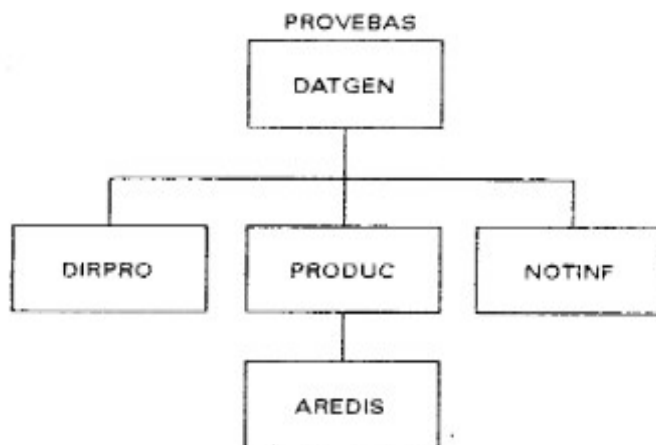 PROVEBAS
DATGEN
DIRPRO
PRODUC
NOTINF
AREDIS